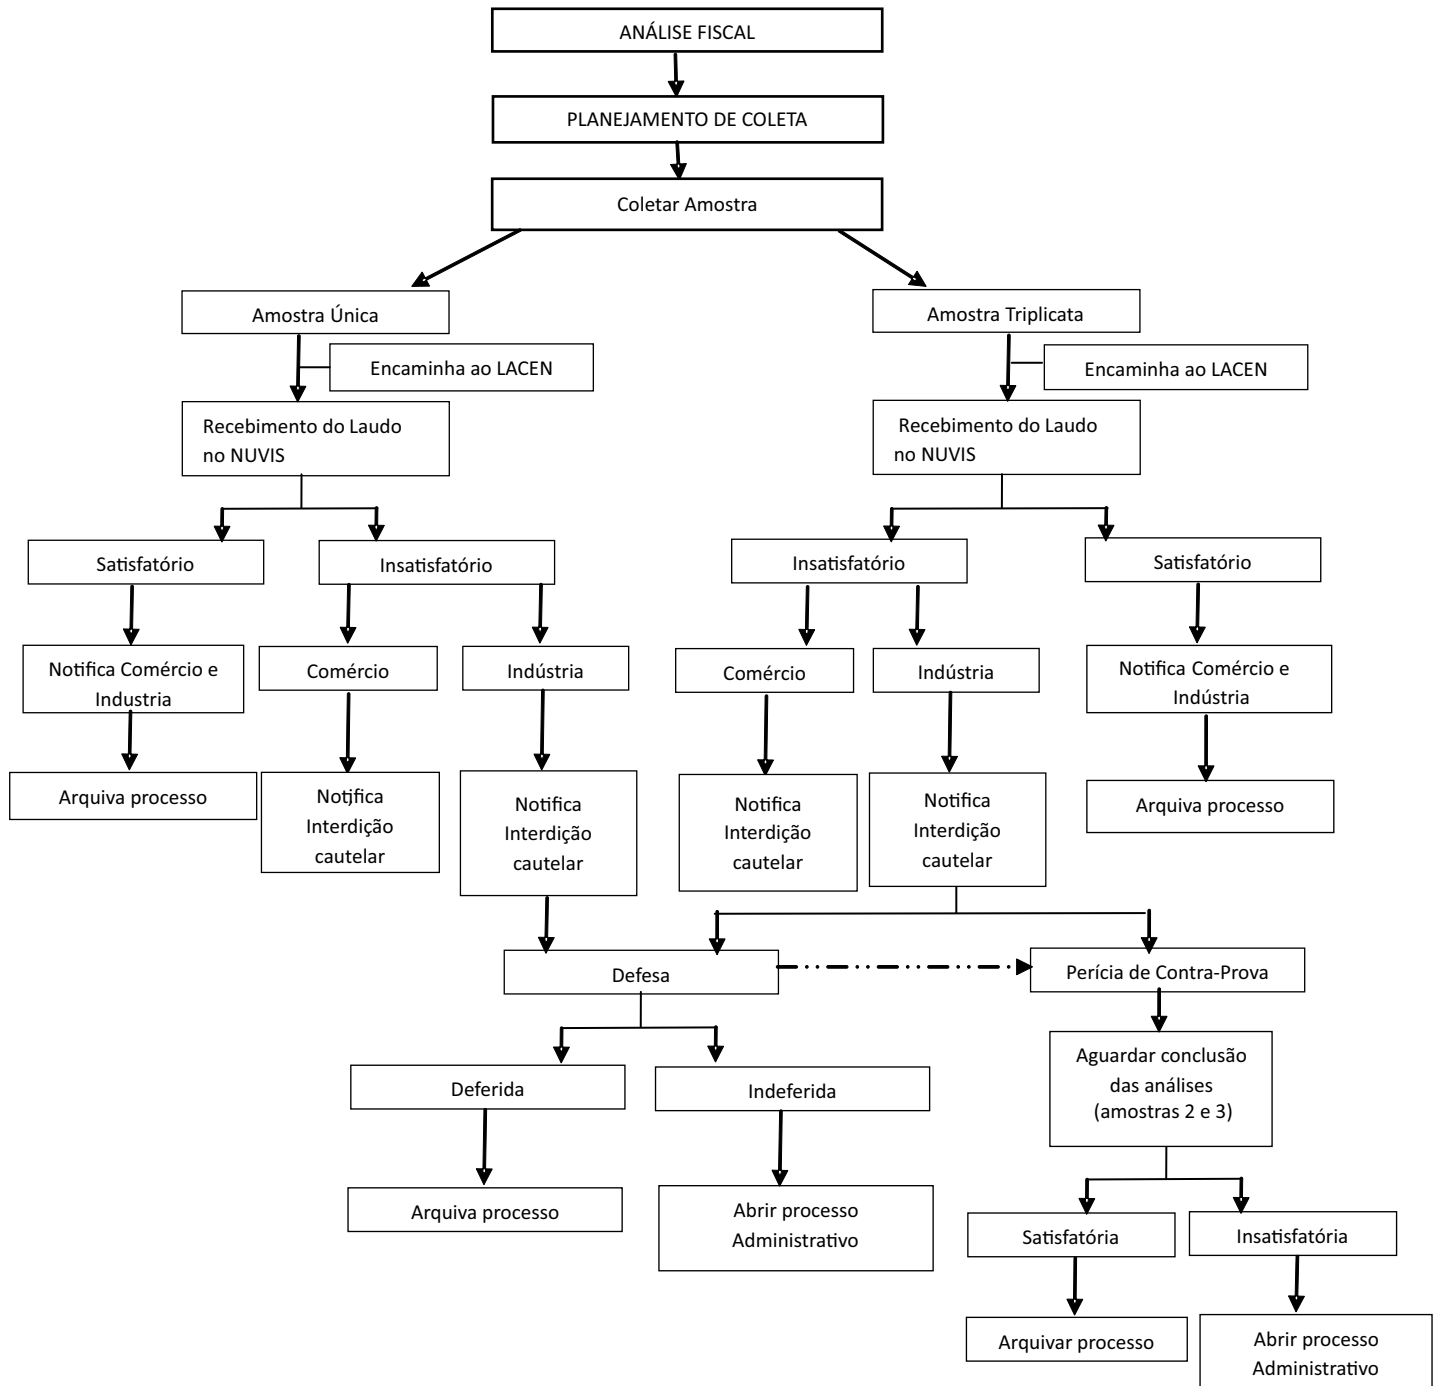 ANÁLISE FISCAL
PLANEJAMENTO DE COLETA
Coletar Amostra
Amostra Única
Amostra Triplicata
Encaminha ao LACEN
Encaminha ao LACEN
Recebimento do Laudo
no NUVIS
Recebimento do Laudo
no NUVIS
Satisfatório
Insatisfatório
Insatisfatório
Satisfatório
Notifica Comércio e
Industria
Comércio
Indústria
Comércio
Indústria
Notifica Comércio e
Indústria
Arquiva processo
Notifica
Interdição
cautelar
Notifica
Interdição
cautelar
Notifica
Interdição
cautelar
Notifica
Interdição
cautelar
Arquiva processo
Defesa
Perícia de Contra-Prova
Deferida
Indeferida
Aguardar conclusão
das análises
(amostras 2 e 3)
Arquiva processo
Abrir processo
Administrativo
Satisfatória
Insatisfatória
Arquivar processo
Abrir processo
Administrativo